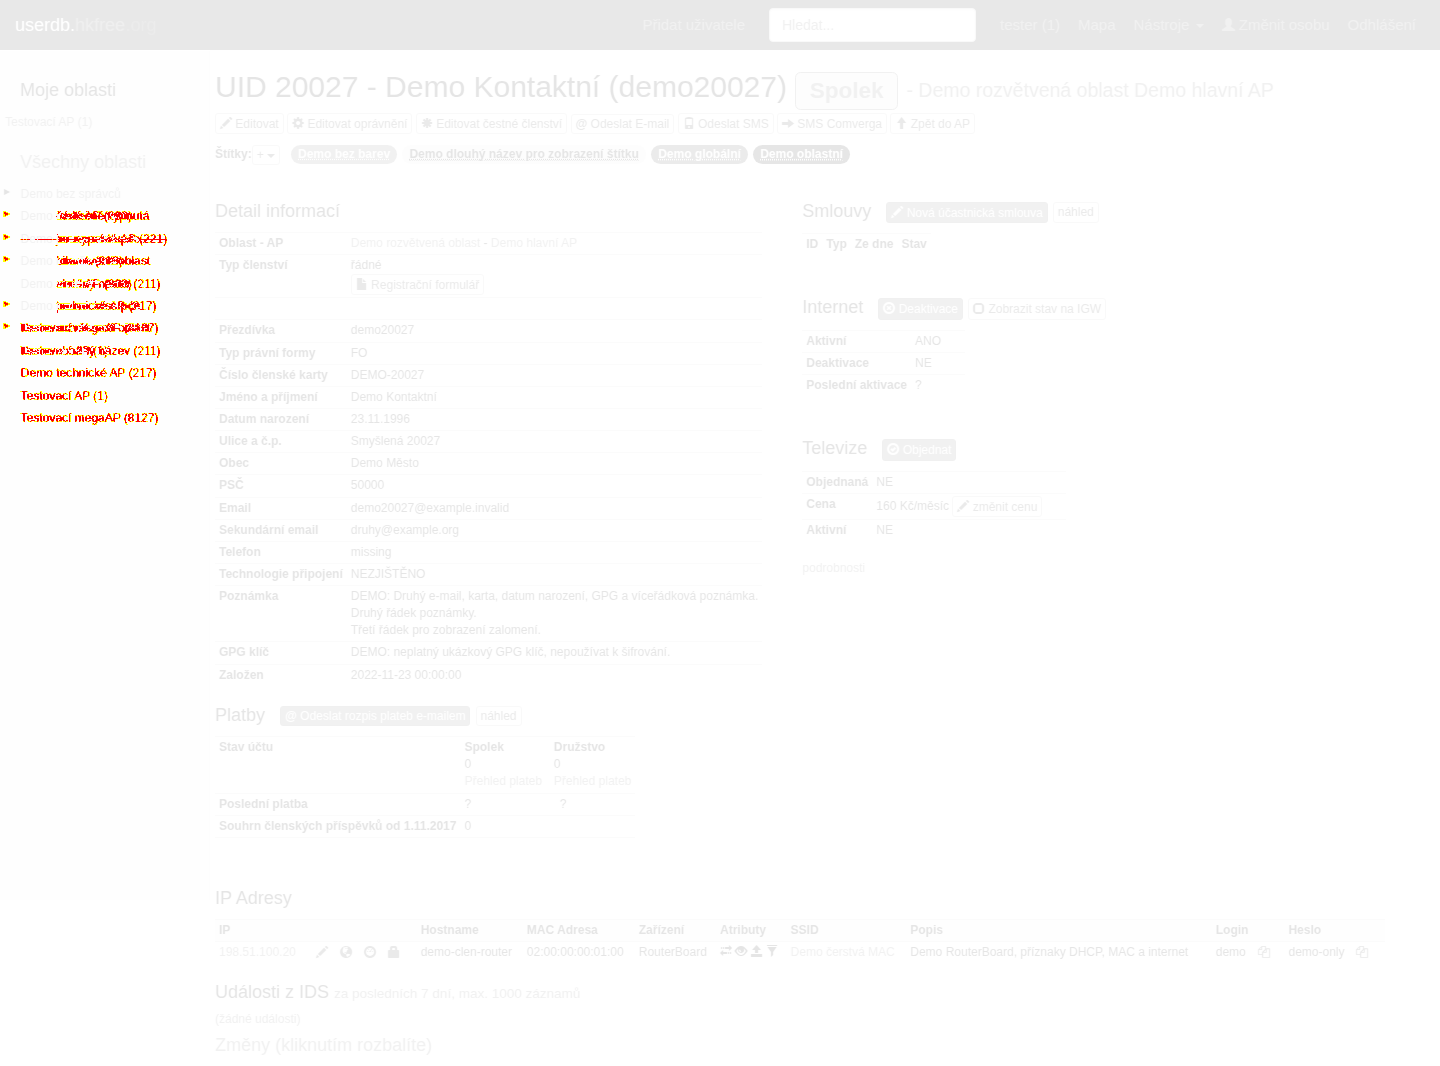 userdb.hkfree.org
Přidat uživatele
Hledat...
tester (1) Mapa Nástroje Změnit osobu Odhlášení
Moje oblasti
Testovací AP (1)
Všechny oblasti
Demo bez správců
Demo
Demo
Demo
Demo
Demo technické AP (217)
Testovací AP (1)
Testovací megaAP (8127)
UID 20027 - Demo Kontaktní (demo20027) Spolek - Demo rozvětvená oblast Demo hlavní AP
Editovat Editovat oprávnění Editovat čestné členství @ Odeslat E-mail Odeslat SMS SMS Comverga Zpět do AP
Štítky: + Demo bez barev Demo dlouhý název pro zobrazení štítku Demo globální Demo oblastní
Detail informací
Oblast - AP Demo rozvětvená oblast - Demo hlavní AP
Typ členství řádné
Registrační formulář
Přezdívka demo20027
Typ právní formy FO
Číslo členské karty DEMO-20027
Jméno a příjmení Demo Kontaktní
Datum narození 23.11.1996
Ulice a č.p. Smyšlená 20027
Obec Demo Město
PSČ 50000
Email demo20027@example.invalid
Sekundární email druhy@example.org
Telefon missing
Technologie připojení NEZJIŠTĚNO
Poznámka DEMO: Druhý e-mail, karta, datum narození, GPG a víceřádková poznámka.
Druhý řádek poznámky.
Třetí řádek pro zobrazení zalomení.
GPG klíč DEMO: neplatný ukázkový GPG klíč, nepoužívat k šifrování.
Založen 2022-11-23 00:00:00
Smlouvy Nová účastnická smlouva náhled
ID Typ Ze dne Stav
Internet Deaktivace Zobrazit stav na IGW
Aktivní ANO
Deaktivace NE
Poslední aktivace ?
Televize Objednat
Objednaná NE
Cena 160 Kč/měsíc změnit cenu
Aktivní NE
podrobnosti
Platby @ Odeslat rozpis plateb e-mailem náhled
Stav účtu Spolek Družstvo
0 0
Přehled plateb Přehled plateb
Poslední platba ? ?
Souhrn členských příspěvků od 1.11.2017 0
IP Adresy
IP Hostname MAC Adresa Zařízení Atributy SSID Popis Login Heslo
198.51.100.20 demo-clen-router 02:00:00:00:01:00 RouterBoard Demo čerstvá MAC Demo RouterBoard, příznaky DHCP, MAC a internet demo demo-only
Události z IDS za posledních 7 dní, max. 1000 záznamů
(žádné události)
Změny (kliknutím rozbalíte)